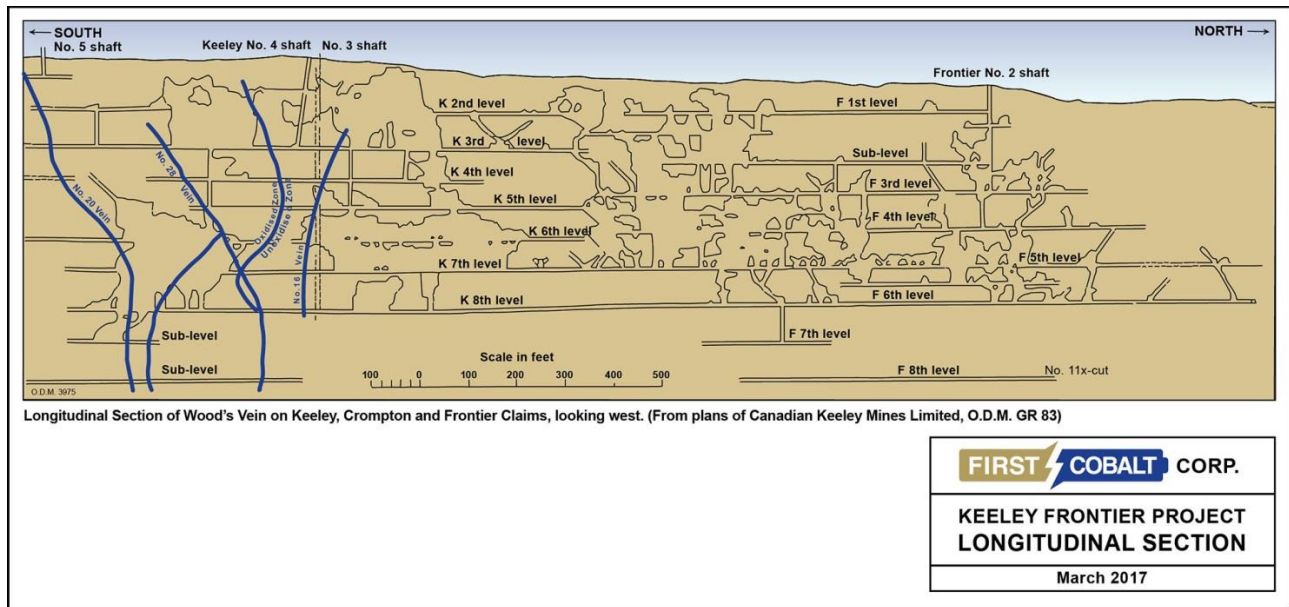 ← SOUTH
NORTH →
No. 5 shaft
Keeley No. 4 shaft
No. 3 shaft
Frontier No. 2 shaft
K 2nd level
F 1st level
K 3rd level
Sub-level
K 4th level
F 3rd level
K 5th level
F 4th level
K 6th level
F 5th level
K 7th level
F 6th level
K 8th level
F 7th level
No. 20 Vein
No. 28 Vein
Oxidised Zone
Unoxidised Zone
No.16 Vein
Sub-level
Sub-level
F 8th level
No. 11x-cut
Scale in feet
100 0 100 200 300 400 500
O.D.M. 3975
Longitudinal Section of Wood's Vein on Keeley, Crompton and Frontier Claims, looking west. (From plans of Canadian Keeley Mines Limited, O.D.M. GR 83)
FIRST COBALT CORP.
KEELEY FRONTIER PROJECT
LONGITUDINAL SECTION
March 2017